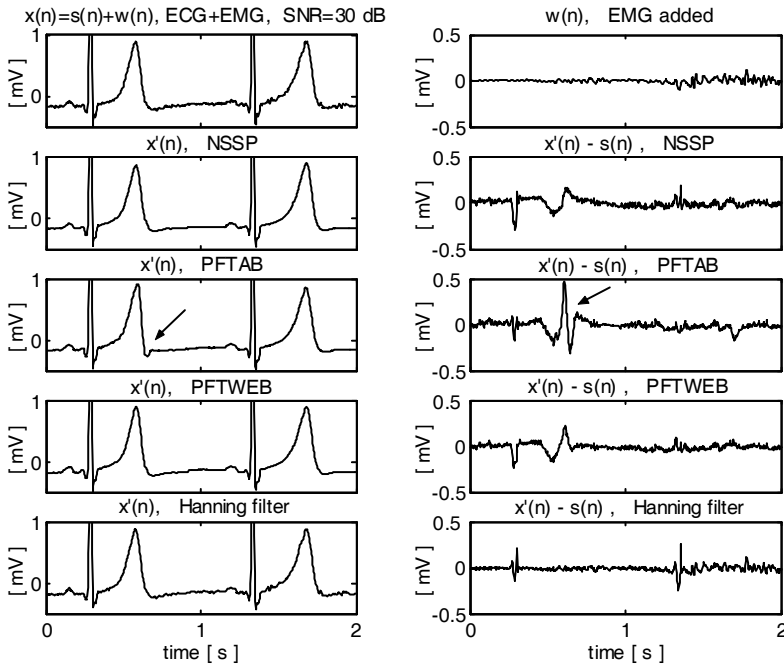 x(n)=s(n)+w(n), ECG+EMG, SNR=30 dB
[ mV ]
1
0
w(n), EMG added
[ mV ]
0.5
0
-0.5
x'(n), NSSP
[ mV ]
1
0
x'(n) - s(n) , NSSP
[ mV ]
0.5
0
-0.5
x'(n), PFTAB
[ mV ]
1
0
x'(n) - s(n) , PFTAB
[ mV ]
0.5
0
-0.5
x'(n), PFTWEB
[ mV ]
1
0
x'(n) - s(n) , PFTWEB
[ mV ]
0.5
0
-0.5
x'(n), Hanning filter
[ mV ]
1
0
0 1 2
time [ s ]
x'(n) - s(n) , Hanning filter
[ mV ]
0.5
0
-0.5
0 1 2
time [ s ]